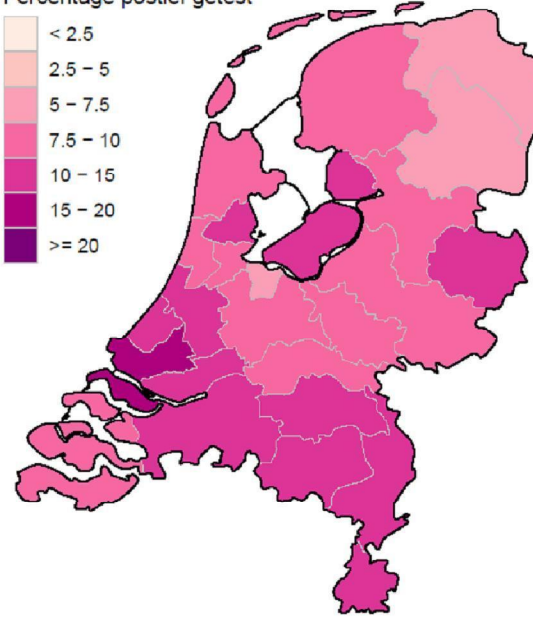 Percentage positief getest
< 2.5
2.5 – 5
5 – 7.5
7.5 – 10
10 – 15
15 – 20
>= 20